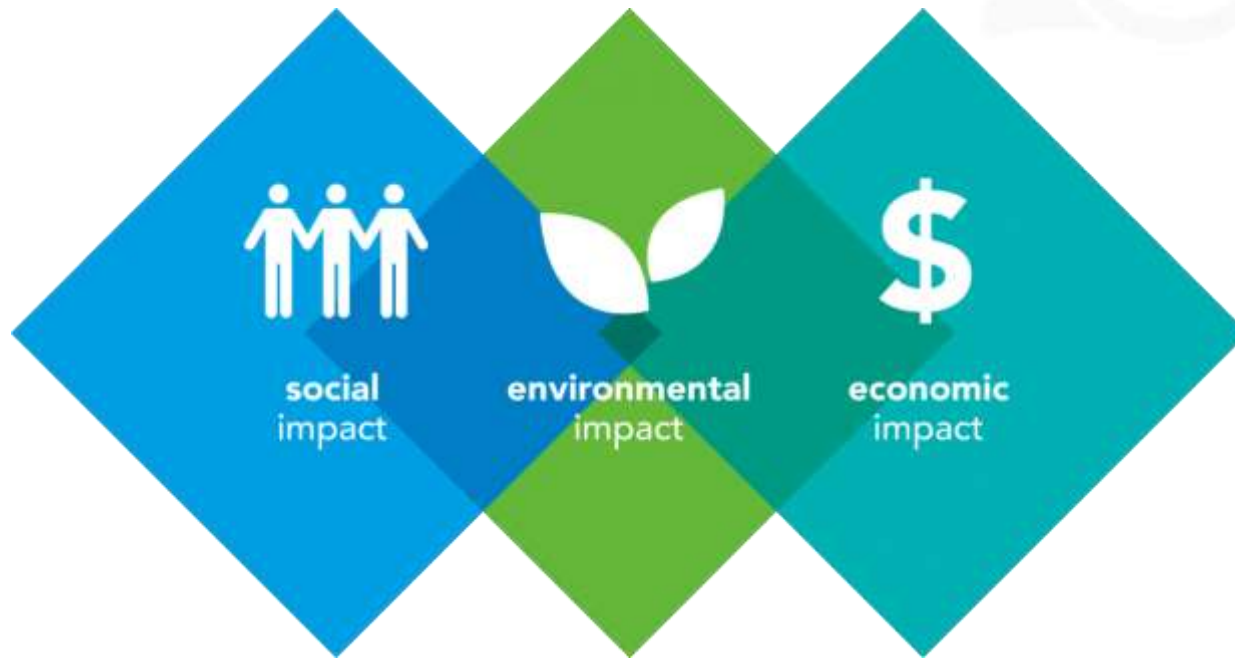 $
social
impact
environmental
impact
economic
impact